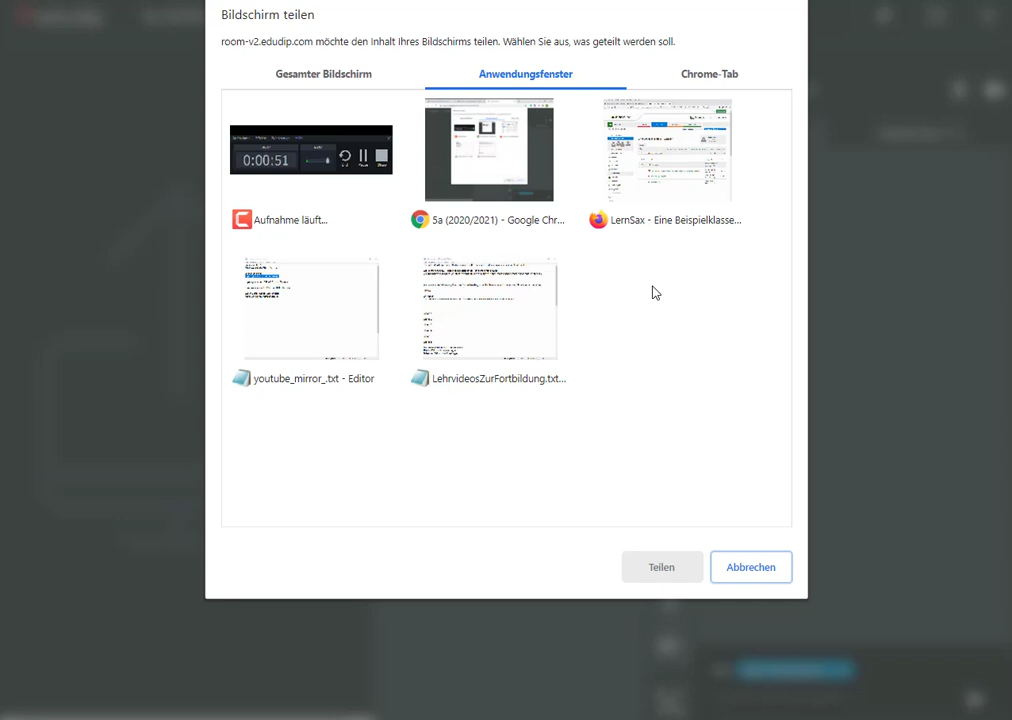 Bildschirm teilen
room-v2.edudip.com möchte den Inhalt Ihres Bildschirms teilen. Wählen Sie aus, was geteilt werden soll.
Gesamter Bildschirm
Anwendungsfenster
Chrome-Tab
0:00:51
Aufnahme läuft...
5a (2020/2021) - Google Chr...
LernSax - Eine Beispielklasse...
youtube_mirror_.txt - Editor
LehrvideosZurFortbildung.txt...
Teilen
Abbrechen